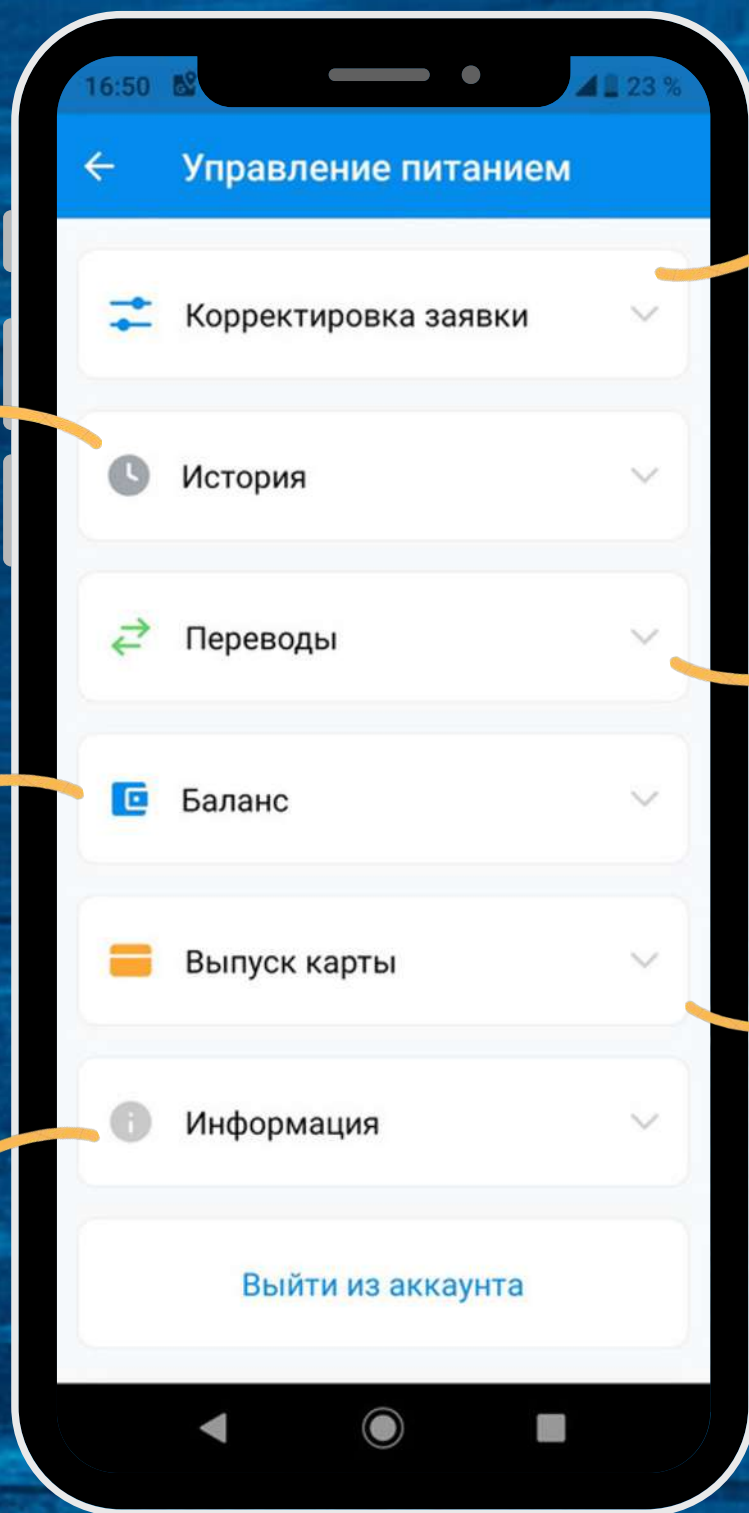 16:50 23 %
Управление питанием
Корректировка заявки
История
Переводы
Баланс
Выпуск карты
Информация
Выйти из аккаунта